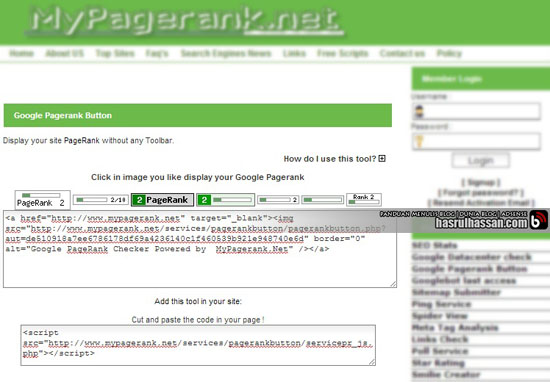 MyPagerank.net
Home About US Top Sites Faq's Search Engines News Links Free Scripts Contact us Policy
Member Login
Username :
Password :
Login
[ Signup ]
[ Forgot password? ]
[ Resend Activation Email ]
Google Pagerank Button
Display your site PageRank without any Toolbar.
How do I use this tool?
Click in image you like display your Google Pagerank
PageRank 2
2/10
2 PageRank
2
2
2
Rank 2
<a href="http://www.mypagerank.net" target="_blank"><img
src="http://www.mypagerank.net/services/pagerankbutton/pagerankbutton.php?
aut=de510918a7ee6786178df69a4236140c1f460539b921e948740e6d" border="0"
alt="Google PageRank Checker Powered by  MyPageRank.Net" /></a>
PANDUAN MENULIS BLOG | DUNIA BLOG | ADSENSE
hasrulhassan.com
SEO Stats
Google Datacenter check
Google Pagerank Button
Googlebot last access
Sitemap Submitter
Ping Service
Spider View
Meta Tag Analysis
Links Check
Poll Service
Star Rating
Smilie Creator
Add this tool in your site:
Cut and paste the code in your page !
<script
src="http://www.mypagerank.net/services/pagerankbutton/servicepr_js.
php"></script>